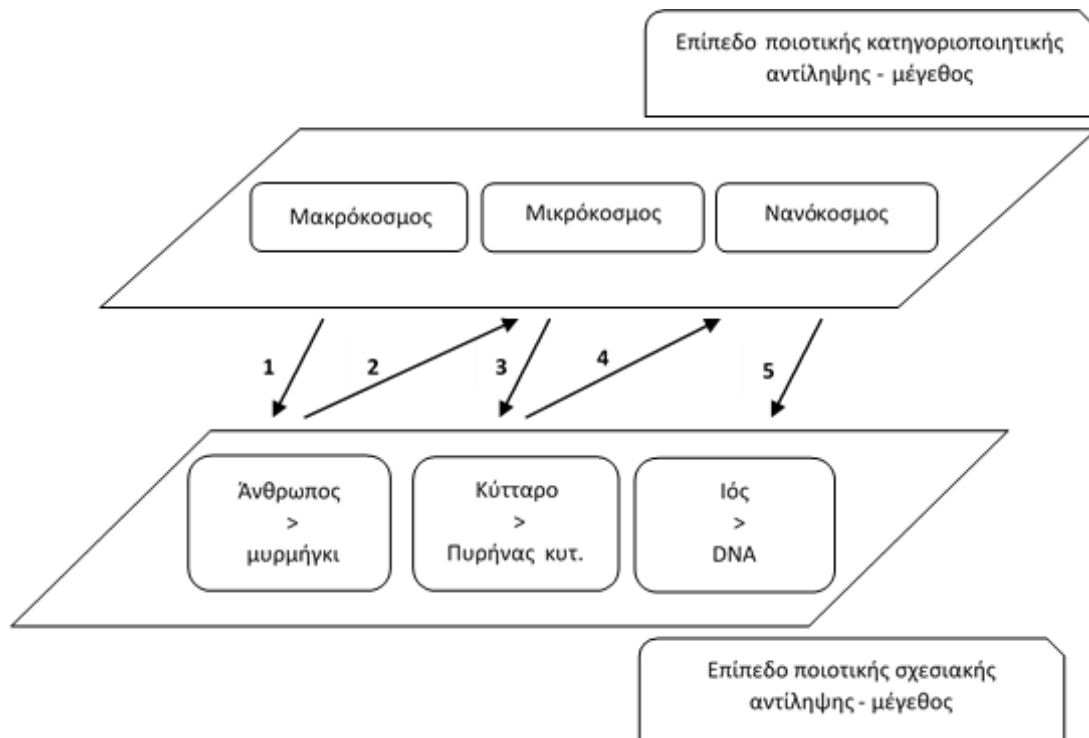 Επίπεδο ποιοτικής κατηγοριοποιητικής
αντίληψης - μέγεθος
Μακρόκοσμος
Μικρόκοσμος
Νανόκοσμος
1
2
3
4
5
Άνθρωπος
>
μυρμήγκι
Κύτταρο
>
Πυρήνας κυτ.
Ιός
>
DNA
Επίπεδο ποιοτικής σχεσιακής
αντίληψης - μέγεθος